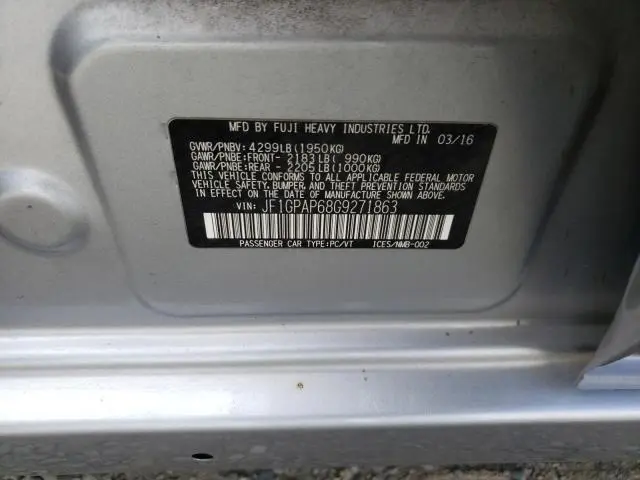 MFD BY FUJI HEAVY INDUSTRIES LTD.
MFD IN 03/16
GVWR/PNBV: 4299LB(1950KG)
GAWR/PNBE:FRONT- 2183LB( 990KG)
GAWR/PNBE:REAR - 2205LB(1000KG)
THIS VEHICLE CONFORMS TO ALL APPLICABLE FEDERAL MOTOR
VEHICLE SAFETY,BUMPER, AND THEFT PREVENTION STANDARDS
IN EFFECT ON THE DATE OF MANUFACTURE SHOWN ABOVE.
VIN: JF1GPAP68G9271863
PASSENGER CAR TYPE:PC/VT ICES/NMB-002